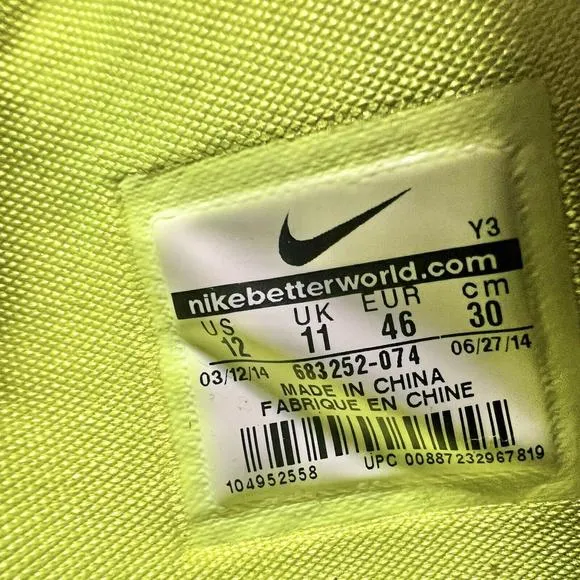 Y3
nikebetterworld.com
US UK EUR cm
12 11 46 30
03/12/14 683252-074 06/27/14
MADE IN CHINA
FABRIQUE EN CHINE
104952558 UPC 00887232967819